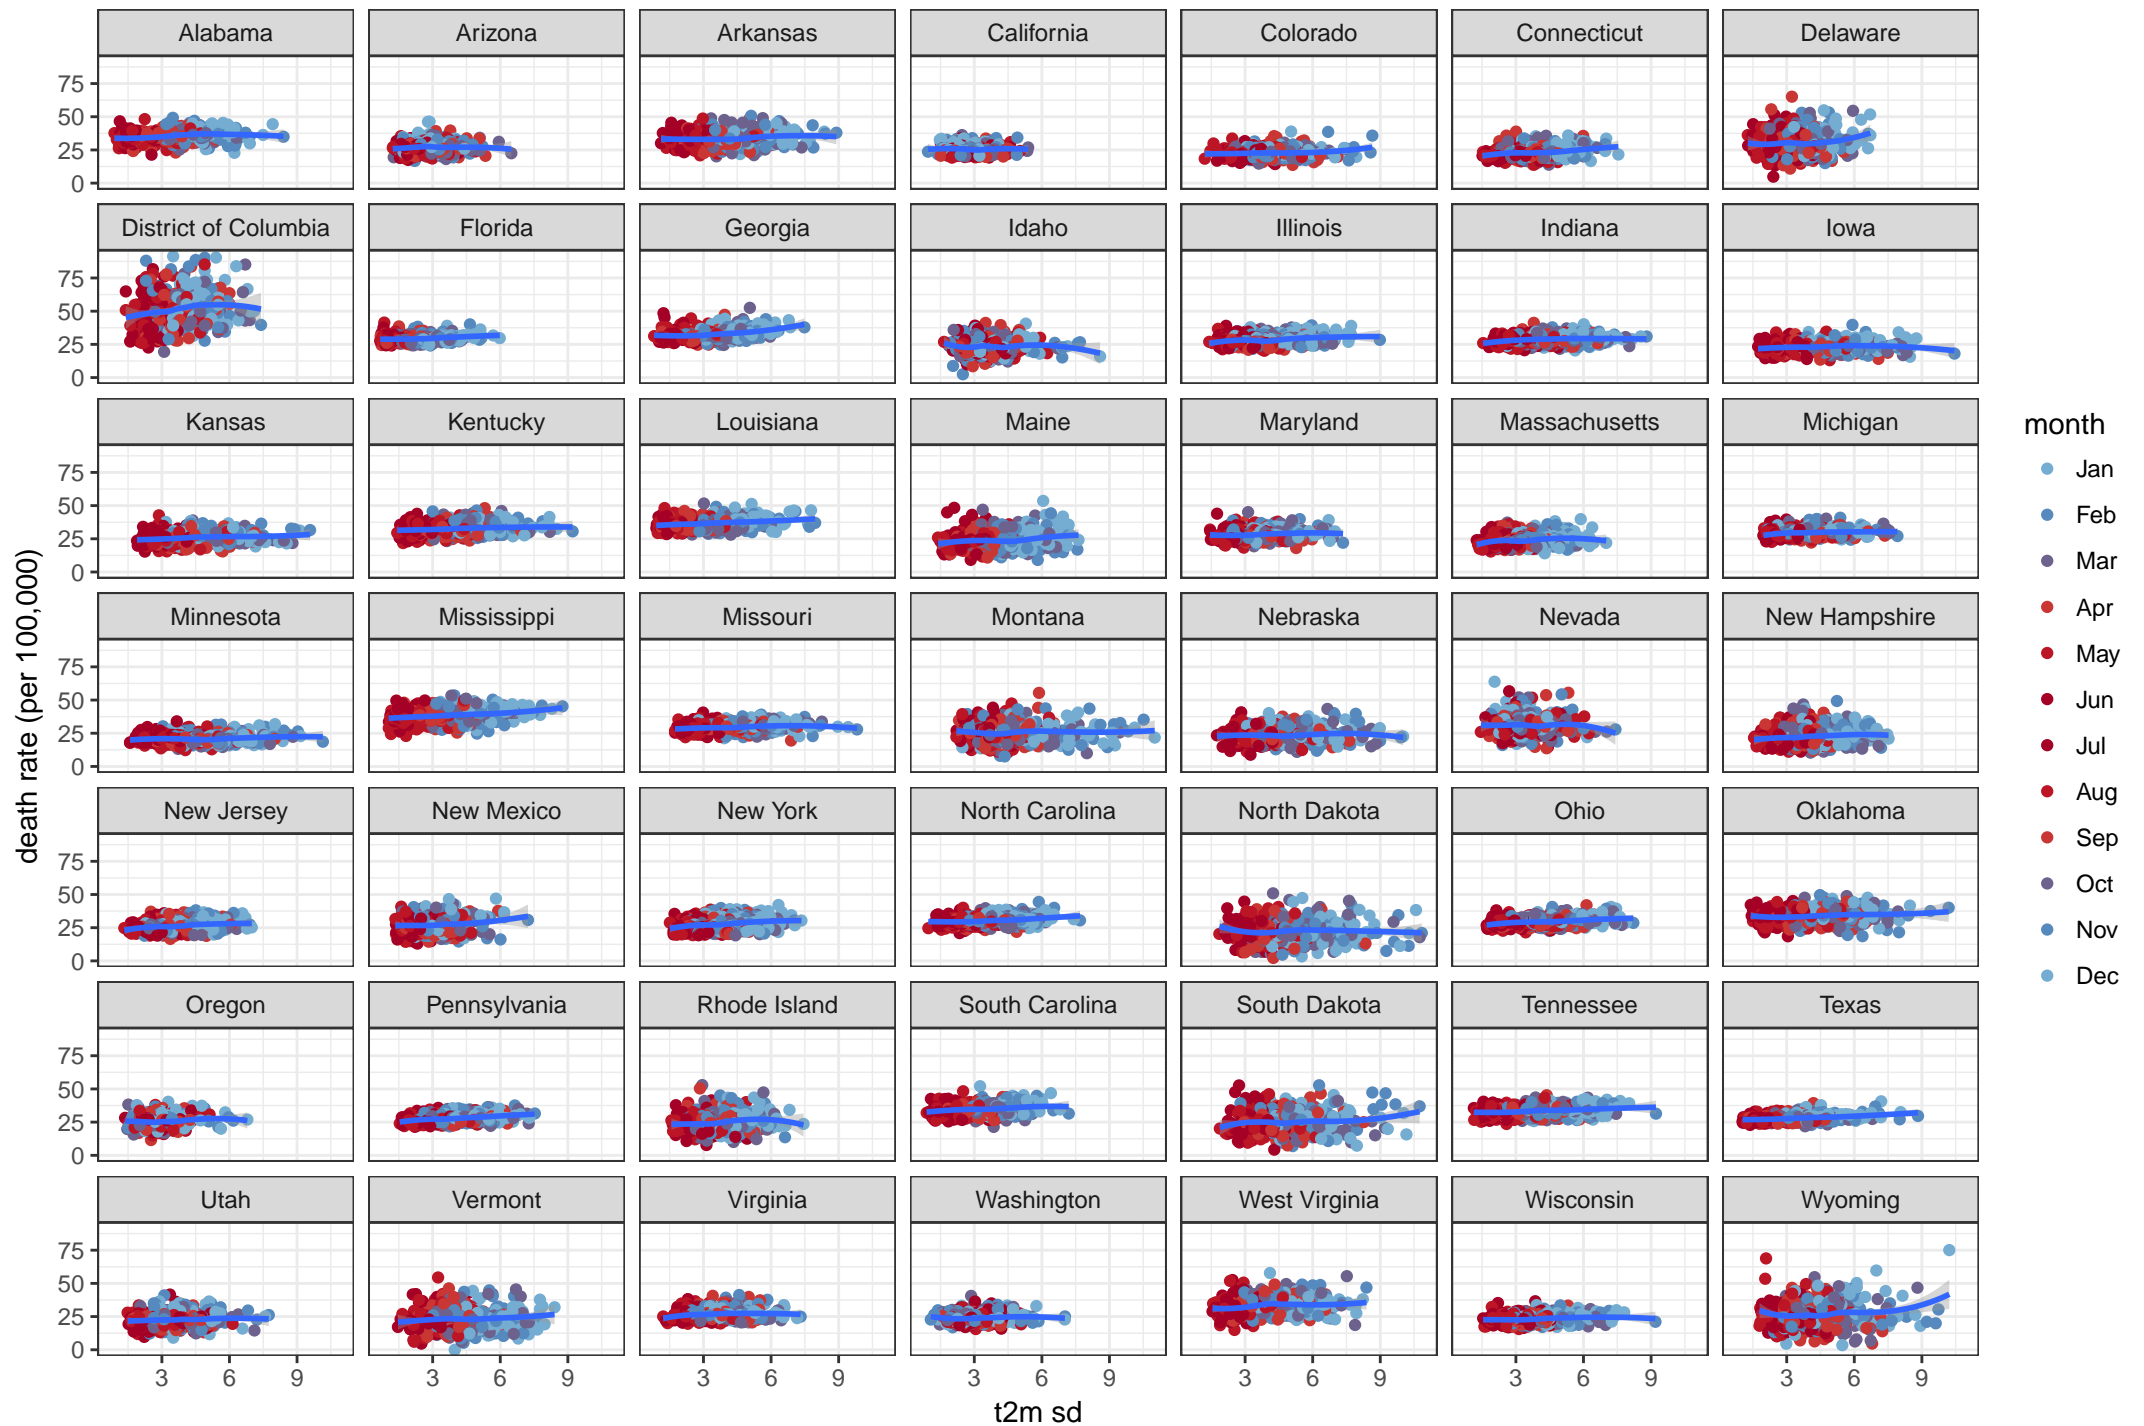 Alabama Arizona Arkansas California Colorado Connecticut Delaware
75
50
25
0
District of Columbia Florida Georgia Idaho Illinois Indiana Iowa
75
50
25
0
Kansas Kentucky Louisiana Maine Maryland Massachusetts Michigan
75
50
25
0
Minnesota Mississippi Missouri Montana Nebraska Nevada New Hampshire
75
50
25
0
New Jersey New Mexico New York North Carolina North Dakota Ohio Oklahoma
75
50
25
0
Oregon Pennsylvania Rhode Island South Carolina South Dakota Tennessee Texas
75
50
25
0
Utah Vermont Virginia Washington West Virginia Wisconsin Wyoming
75
50
25
0
3 6 9 3 6 9 3 6 9 3 6 9 3 6 9 3 6 9 3 6 9
t2m sd
death rate (per 100,000)
month
Jan
Feb
Mar
Apr
May
Jun
Jul
Aug
Sep
Oct
Nov
Dec